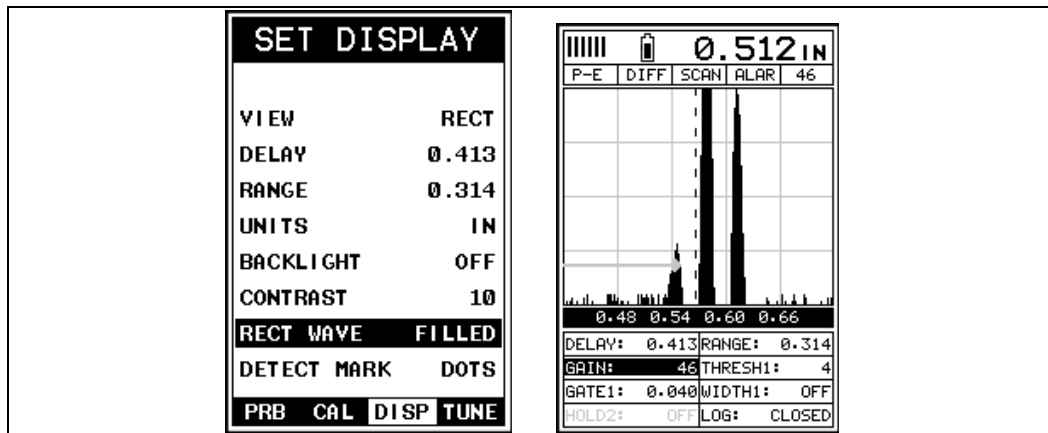 SET DISPLAY
VIEW RECT
DELAY 0.413
RANGE 0.314
UNITS IN
BACKLIGHT OFF
CONTRAST 10
RECT WAVE FILLED
DETECT MARK DOTS
PRB CAL DISP TUNE
0.512 IN
P-E DIFF SCAN ALAR 46
0.48 0.54 0.60 0.66
DELAY: 0.413 RANGE: 0.314
GAIN: 46 THRESH1: 4
GATE1: 0.040 WIDTH1: OFF
HOLD2: OFF LOG: CLOSED